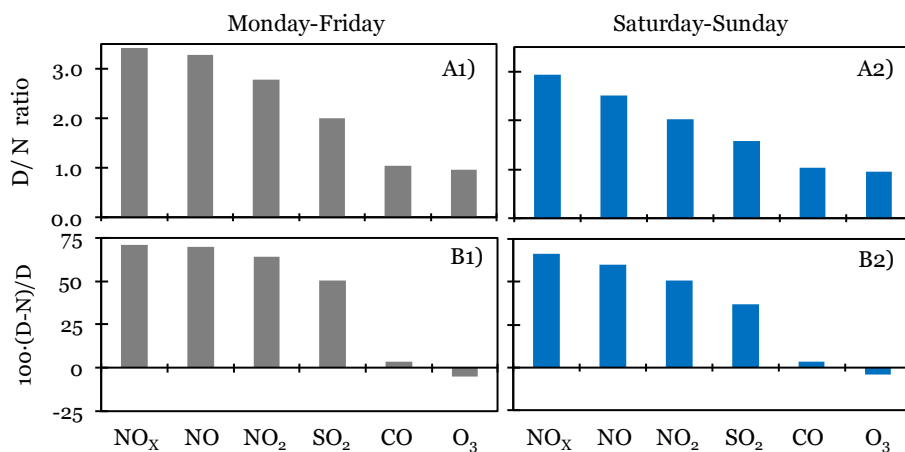 Monday-Friday
Saturday-Sunday
D/N ratio
3.0
2.0
1.0
0.0
A1)
A2)
100·(D-N)/D
75
50
25
0
-25
B1)
B2)
NOX NO NO2 SO2 CO O3
NOX NO NO2 SO2 CO O3